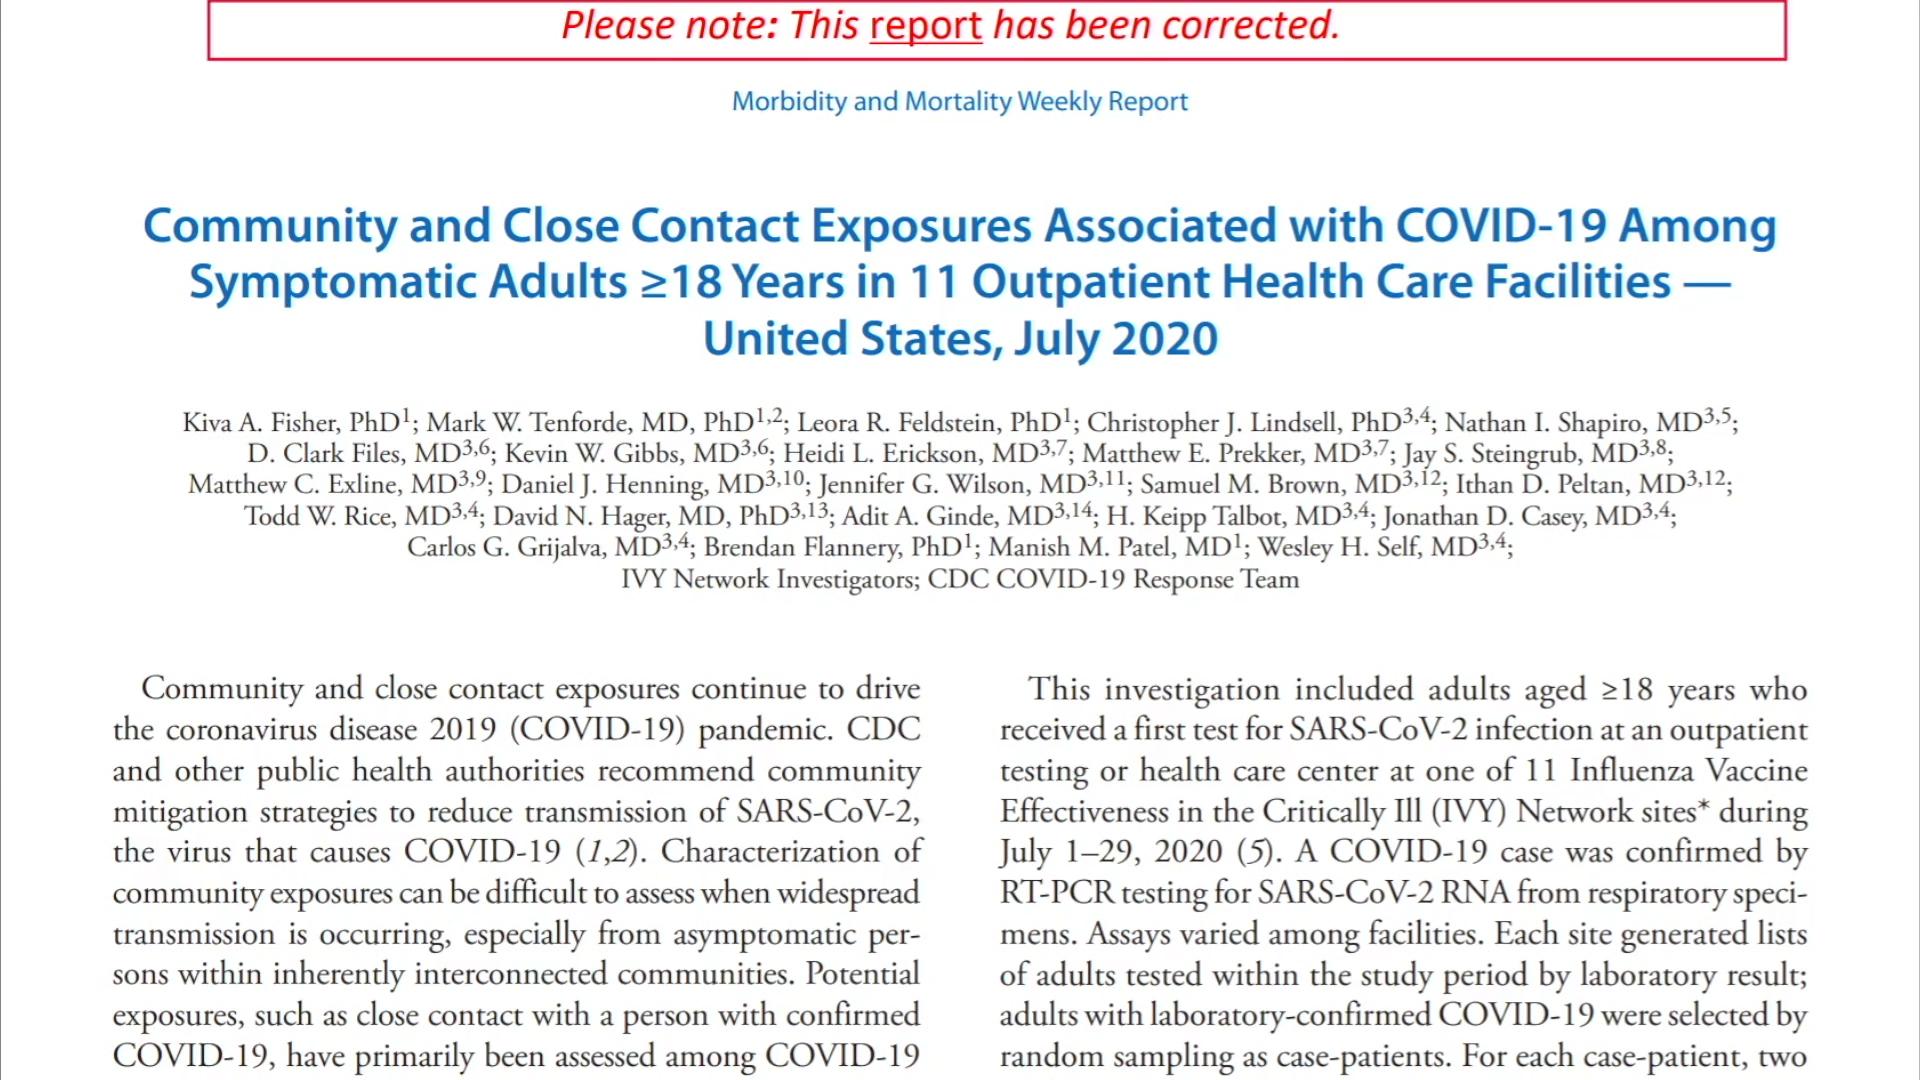 Please note: This report has been corrected.
Morbidity and Mortality Weekly Report
Community and Close Contact Exposures Associated with COVID-19 Among
Symptomatic Adults ≥18 Years in 11 Outpatient Health Care Facilities —
United States, July 2020
Kiva A. Fisher, PhD1; Mark W. Tenforde, MD, PhD1,2; Leora R. Feldstein, PhD1; Christopher J. Lindsell, PhD3,4; Nathan I. Shapiro, MD3,5;
D. Clark Files, MD3,6; Kevin W. Gibbs, MD3,6; Heidi L. Erickson, MD3,7; Matthew E. Prekker, MD3,7; Jay S. Steingrub, MD3,8;
Matthew C. Exline, MD3,9; Daniel J. Henning, MD3,10; Jennifer G. Wilson, MD3,11; Samuel M. Brown, MD3,12; Ithan D. Peltan, MD3,12;
Todd W. Rice, MD3,4; David N. Hager, MD, PhD3,13; Adit A. Ginde, MD3,14; H. Keipp Talbot, MD3,4; Jonathan D. Casey, MD3,4;
Carlos G. Grijalva, MD3,4; Brendan Flannery, PhD1; Manish M. Patel, MD1; Wesley H. Self, MD3,4;
IVY Network Investigators; CDC COVID-19 Response Team
Community and close contact exposures continue to drive
the coronavirus disease 2019 (COVID-19) pandemic. CDC
and other public health authorities recommend community
mitigation strategies to reduce transmission of SARS-CoV-2,
the virus that causes COVID-19 (1,2). Characterization of
community exposures can be difficult to assess when widespread
transmission is occurring, especially from asymptomatic per-
sons within inherently interconnected communities. Potential
exposures, such as close contact with a person with confirmed
COVID-19, have primarily been assessed among COVID-19
This investigation included adults aged ≥18 years who
received a first test for SARS-CoV-2 infection at an outpatient
testing or health care center at one of 11 Influenza Vaccine
Effectiveness in the Critically Ill (IVY) Network sites* during
July 1–29, 2020 (5). A COVID-19 case was confirmed by
RT-PCR testing for SARS-CoV-2 RNA from respiratory speci-
mens. Assays varied among facilities. Each site generated lists
of adults tested within the study period by laboratory result;
adults with laboratory-confirmed COVID-19 were selected by
random sampling as case-patients. For each case-patient, two